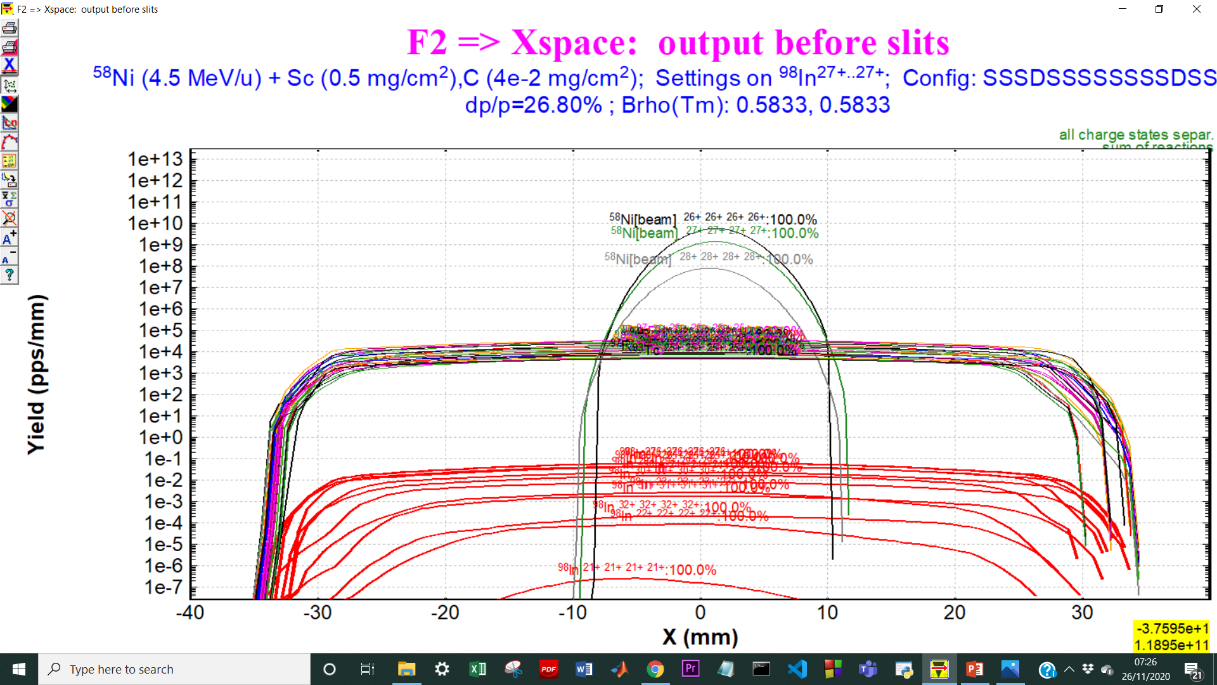 F2 => Xspace: output before slits
F2 => Xspace: output before slits
58Ni (4.5 MeV/u) + Sc (0.5 mg/cm2),C (4e-2 mg/cm2); Settings on 98In27+..27+; Config: SSSDSSSSSSSSDSS
dp/p=26.80% ; Brho(Tm): 0.5833, 0.5833
all charge states separ.
sum of reactions
1e+13
1e+12
1e+11
1e+10
1e+9
1e+8
1e+7
1e+6
1e+5
1e+4
1e+3
1e+2
1e+1
1e+0
1e-1
1e-2
1e-3
1e-4
1e-5
1e-6
1e-7
Yield (pps/mm)
58Ni[beam] 26+ 26+ 26+ 26+:100.0%
58Ni[beam] 27+ 27+ 27+ 27+:100.0%
58Ni[beam] 28+ 28+ 28+ 28+:100.0%
98In 32+ 32+ 32+ 32+:100.0%
98In 22+ 22+ 22+ 22+:100.0%
98In 21+ 21+ 21+ 21+:100.0%
-40 -30 -20 -10 0 10 20 30
X (mm)
-3.7595e+1
1.1895e+11
Type here to search
07:26
26/11/2020
21